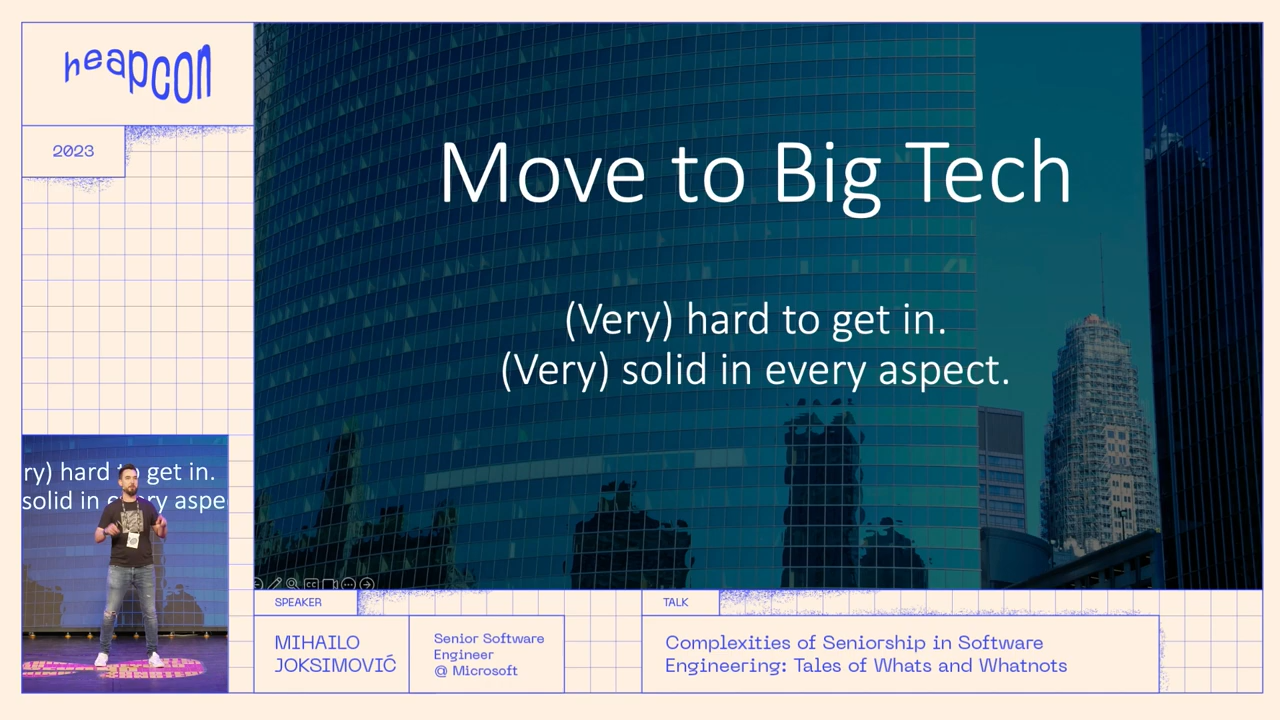 heapcon
2023
Move to Big Tech
(Very) hard to get in.
(Very) solid in every aspect.
ry) hard to get in.
solid in every aspe
SPEAKER
MIHAILO
JOKSIMOVIĆ
Senior Software
Engineer
@ Microsoft
TALK
Complexities of Seniorship in Software
Engineering: Tales of Whats and Whatnots